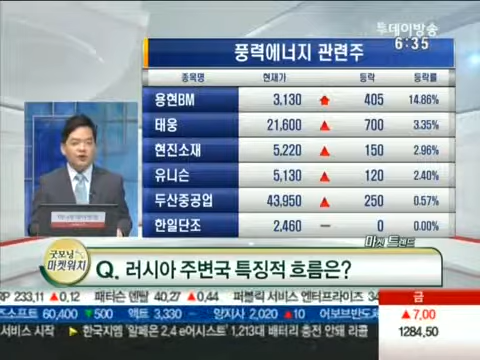 투데이방송
6:35
풍력에너지 관련주
종목명 현재가 등락 등락률
용현BM 3,130 405 14.86%
태웅 21,600 ▲ 700 3.35%
현진소재 5,220 ▲ 150 2.96%
유니슨 5,130 ▲ 120 2.40%
두산중공업 43,950 ▲ 250 0.57%
한일단조 2,460 － 0 0.00%
마켓 트렌드
굿모닝
마켓워치
Q. 러시아 주변국 특징적 흐름은?
RP 233,11 ▲0,12 패터슨 덴탈 40,27 ▲0,44 퍼블릭 서비스 엔터프라이즈 34
즈소프트 60,400 ▼500 액트 3,330 － 양지사 2,020 ▲10 어보브반도체
서비스 시작 ▶ 한국지엠 '알페온 2.4 e어시스트' 1,213대 배터리 충전 안돼 리콜
금
▲7,00
1284,50